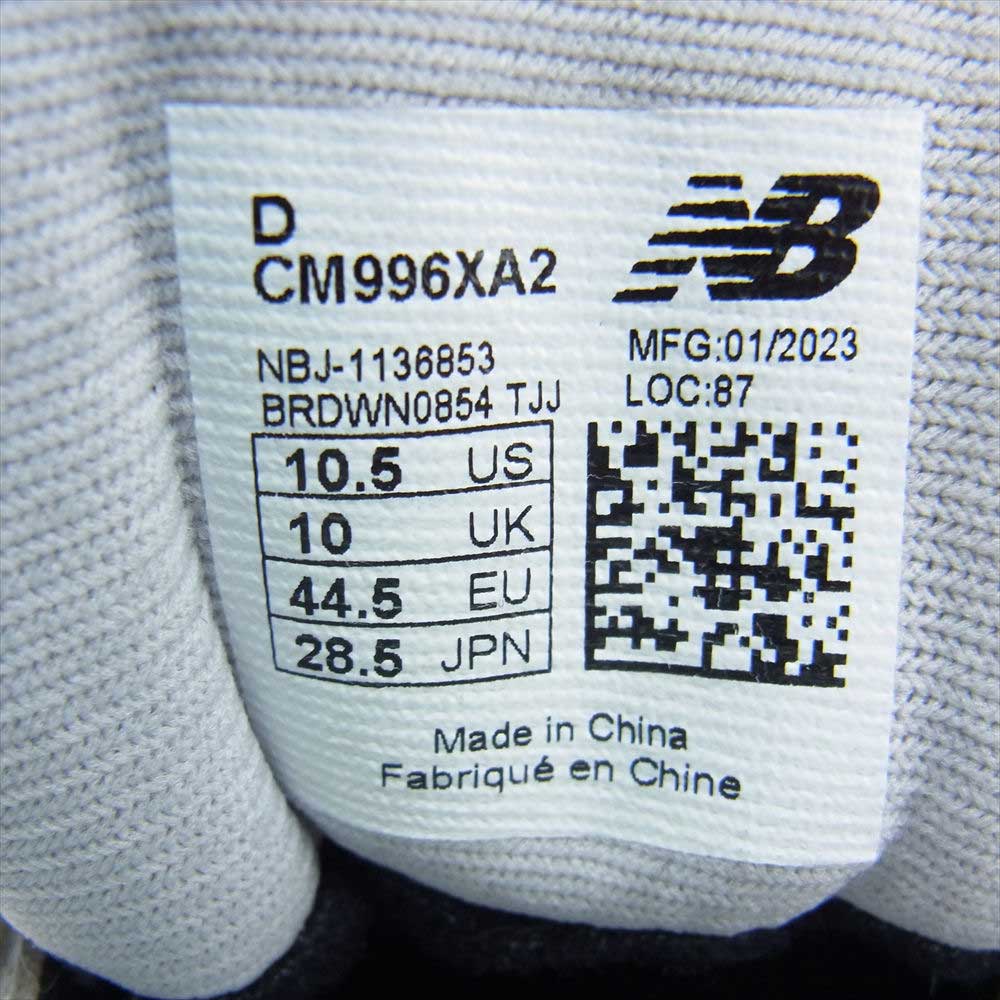 D
CM996XA2
NB
NBJ-1136853
BRDWN0854 TJJ
MFG:01/2023
LOC:87
10.5 US
10 UK
44.5 EU
28.5 JPN
Made in China
Fabriqué en Chine